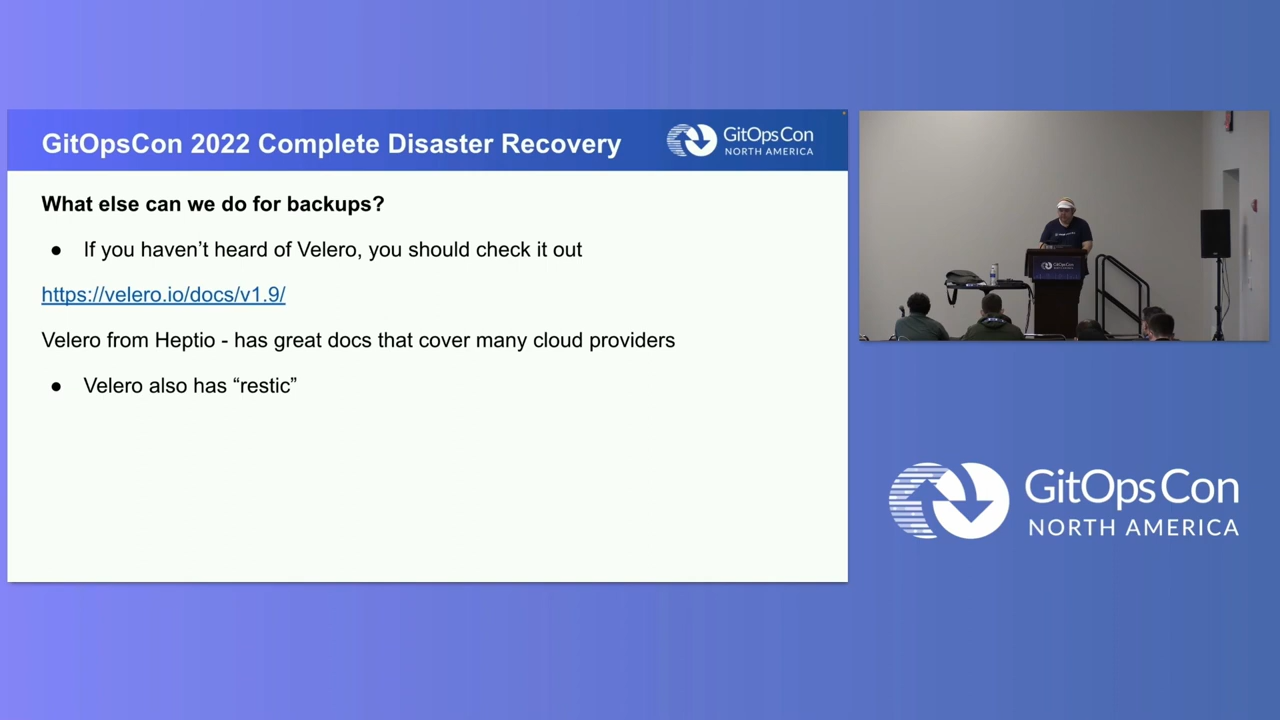 GitOpsCon 2022 Complete Disaster Recovery
GitOpsCon
NORTH AMERICA
What else can we do for backups?
● If you haven’t heard of Velero, you should check it out
https://velero.io/docs/v1.9/
Velero from Heptio - has great docs that cover many cloud providers
● Velero also has “restic”
GitOpsCon
NORTH AMERICA